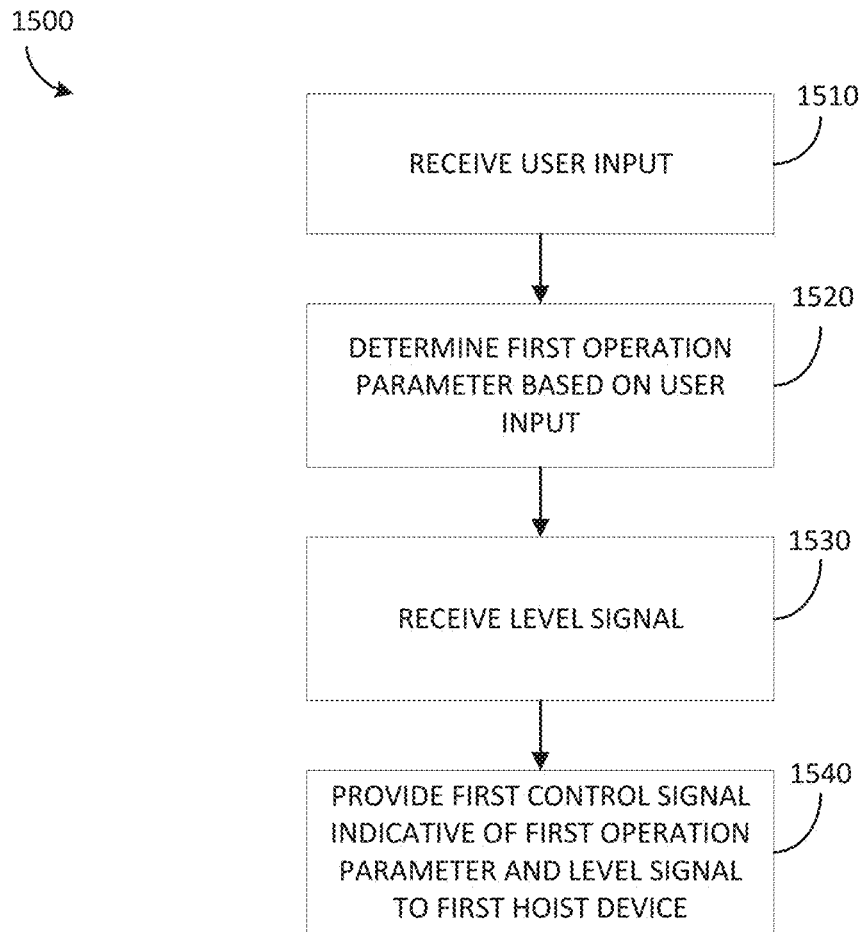 1500
1510
RECEIVE USER INPUT
1520
DETERMINE FIRST OPERATION
PARAMETER BASED ON USER
INPUT
1530
RECEIVE LEVEL SIGNAL
1540
PROVIDE FIRST CONTROL SIGNAL
INDICATIVE OF FIRST OPERATION
PARAMETER AND LEVEL SIGNAL
TO FIRST HOIST DEVICE